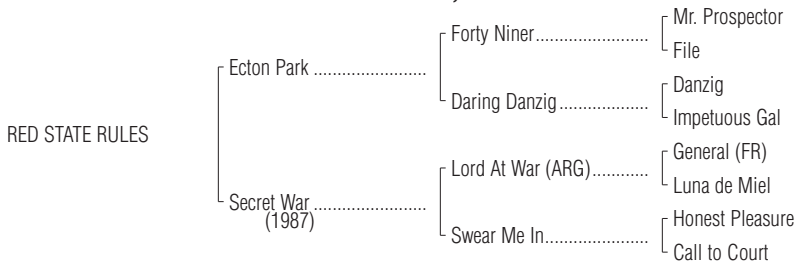 Mr. Prospector
Forty Niner.............................
File
Ecton Park ........................
Danzig
Daring Danzig.......................
Impetuous Gal
RED STATE RULES
General (FR)
Lord At War (ARG)..............
Luna de Miel
Secret War ........................
(1987)
Honest Pleasure
Swear Me In..........................
Call to Court